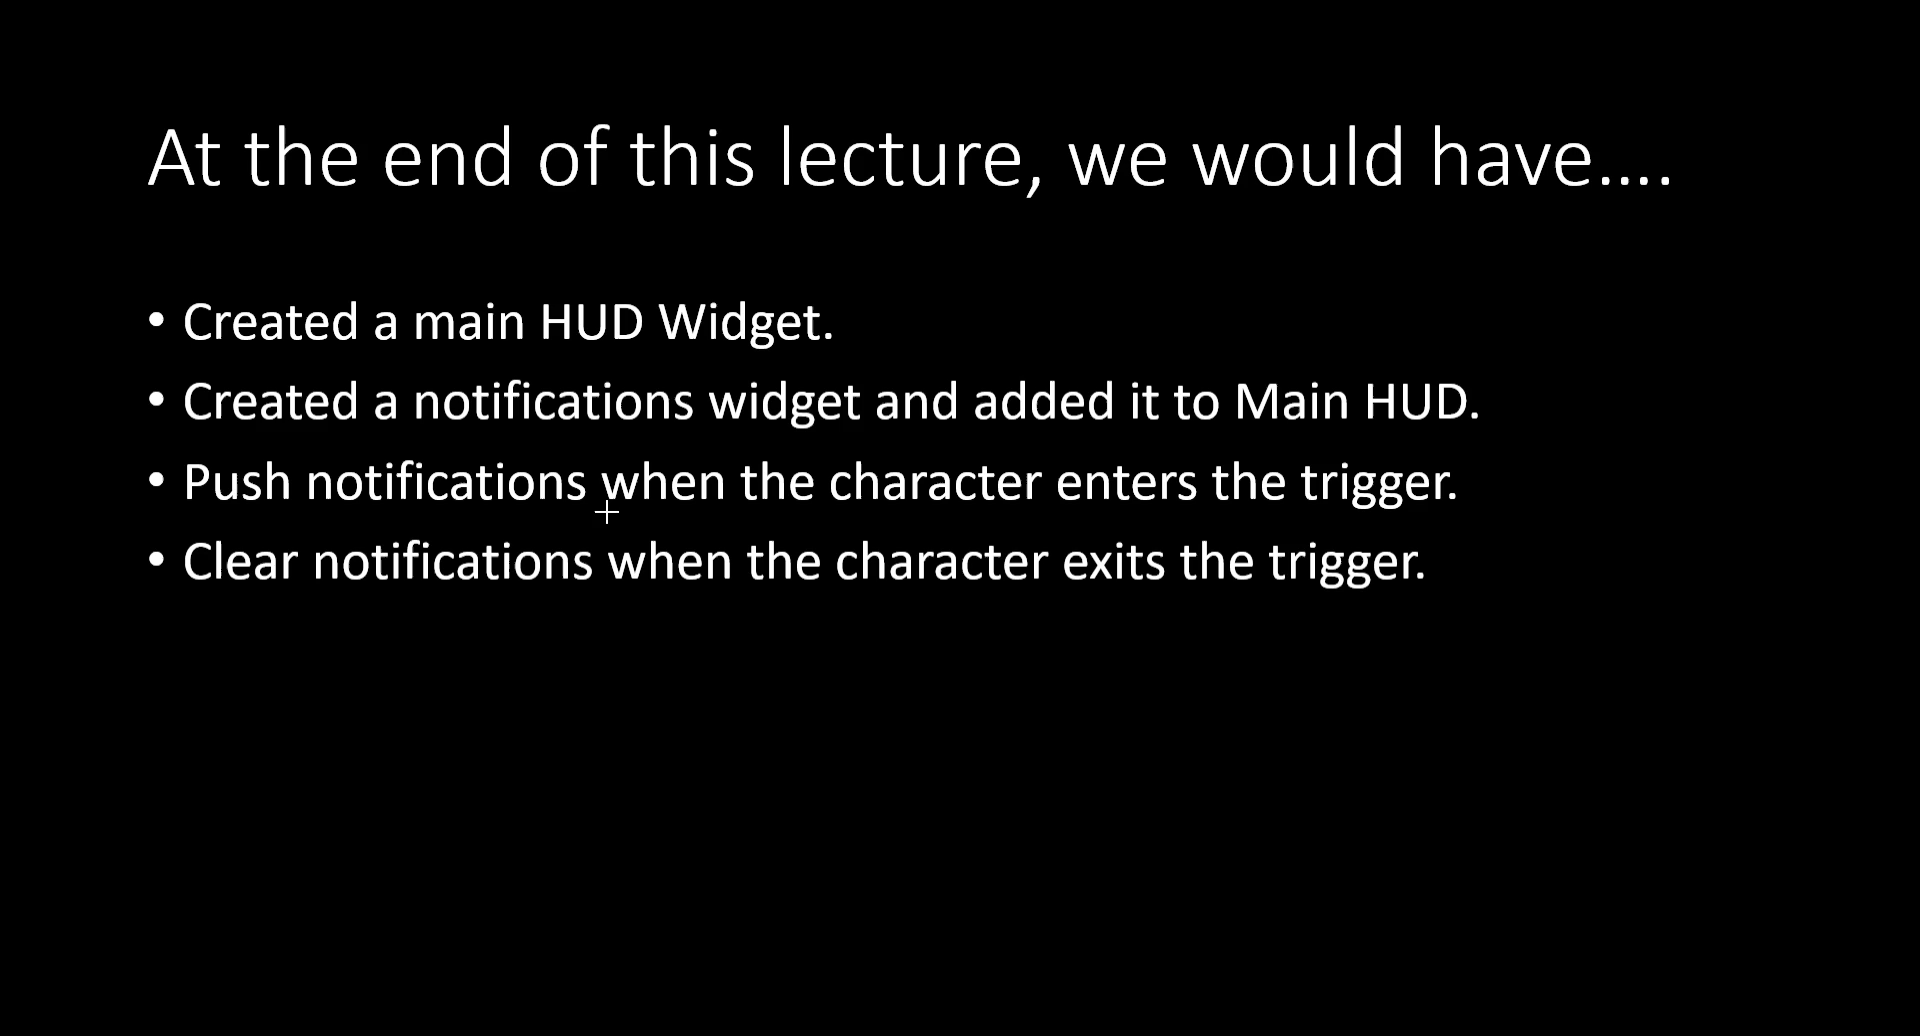 At the end of this lecture, we would have....
• Created a main HUD Widget.
• Created a notifications widget and added it to Main HUD.
• Push notifications when the character enters the trigger.
• Clear notifications when the character exits the trigger.